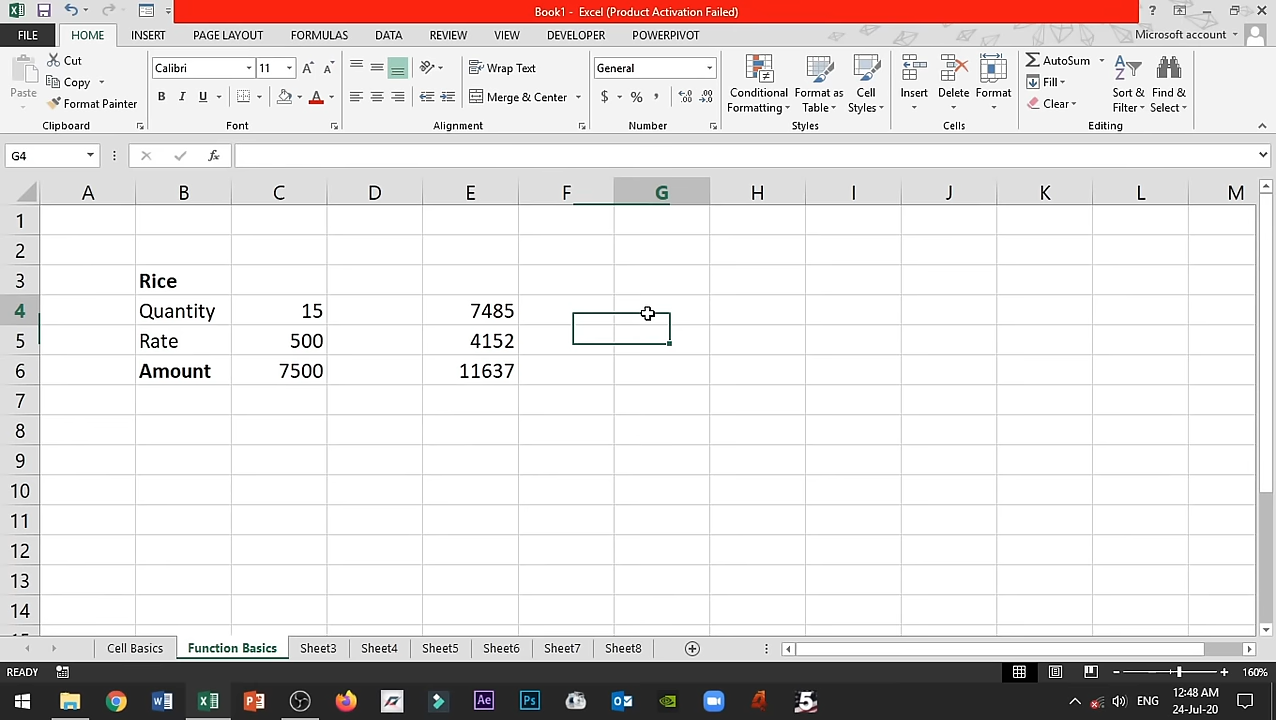 Book1 - Excel (Product Activation Failed)
?
FILE HOME INSERT PAGE LAYOUT FORMULAS DATA REVIEW VIEW DEVELOPER POWERPIVOT Microsoft account
Paste
Cut
Copy
Format Painter
Clipboard
Calibri 11
B I U
Font
Wrap Text
Merge & Center
Alignment
General
$ % ,
Number
Conditional Formatting
Format as Table
Cell Styles
Styles
Insert
Delete
Format
Cells
AutoSum
Fill
Clear
Sort & Filter
Find & Select
Editing
G4 fx
A B C D E F G H I J K L M
1
2
3 Rice
4 Quantity 15 7485
5 Rate 500 4152
6 Amount 7500 11637
7
8
9
10
11
12
13
14
Cell Basics Function Basics Sheet3 Sheet4 Sheet5 Sheet6 Sheet7 Sheet8
READY 160%
ENG 12:48 AM
24-Jul-20